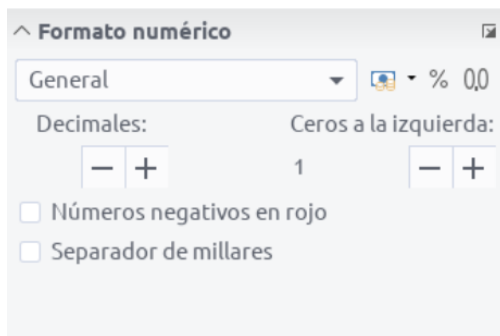 Formato numérico
General % 0,0
Decimales: Ceros a la izquierda:
− + 1 − +
Números negativos en rojo
Separador de millares